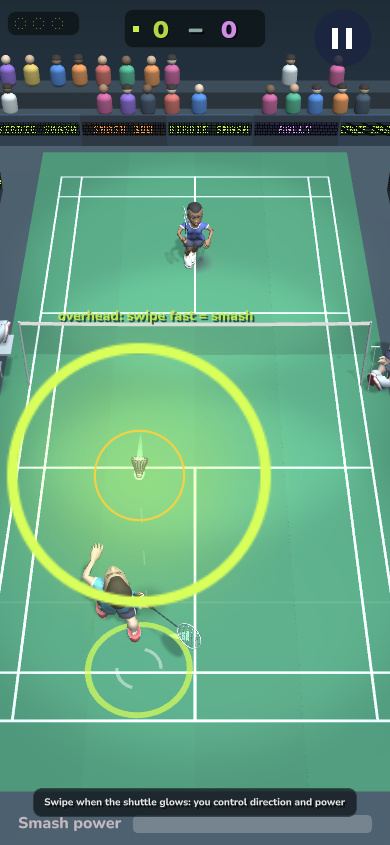 0 – 0
overhead: swipe fast = smash
Swipe when the shuttle glows: you control direction and power
Smash power